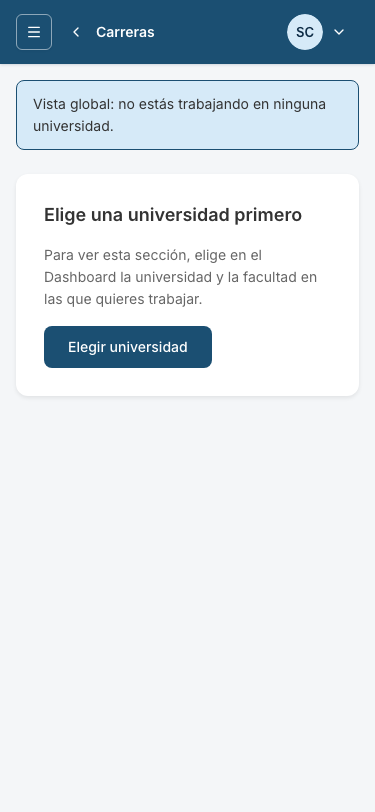 Carreras
SC
Vista global: no estás trabajando en ninguna
universidad.
Elige una universidad primero
Para ver esta sección, elige en el
Dashboard la universidad y la facultad en
las que quieres trabajar.
Elegir universidad